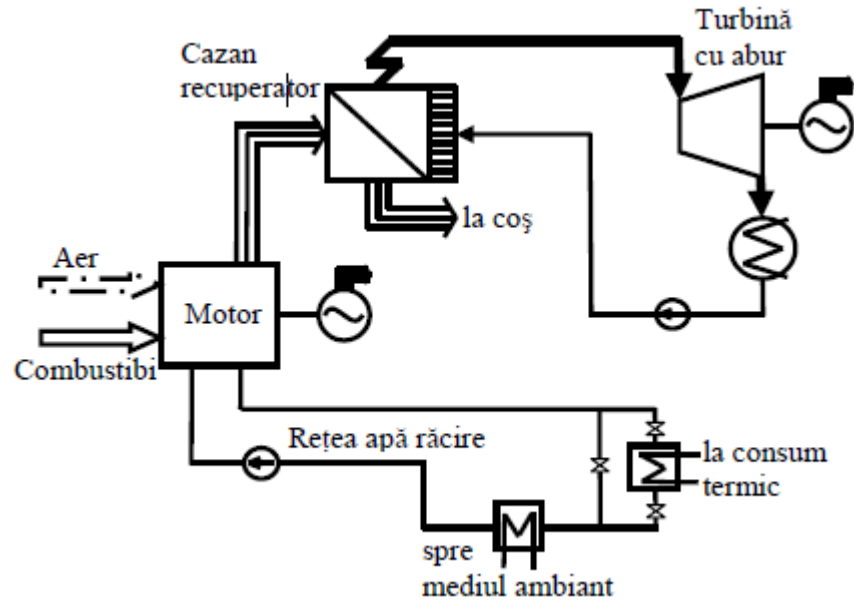 Turbină
cu abur
Cazan
recuperator
la coş
Aer
Motor
Combustibi
Rețea apă răcire
la consum
termic
spre
mediul ambiant